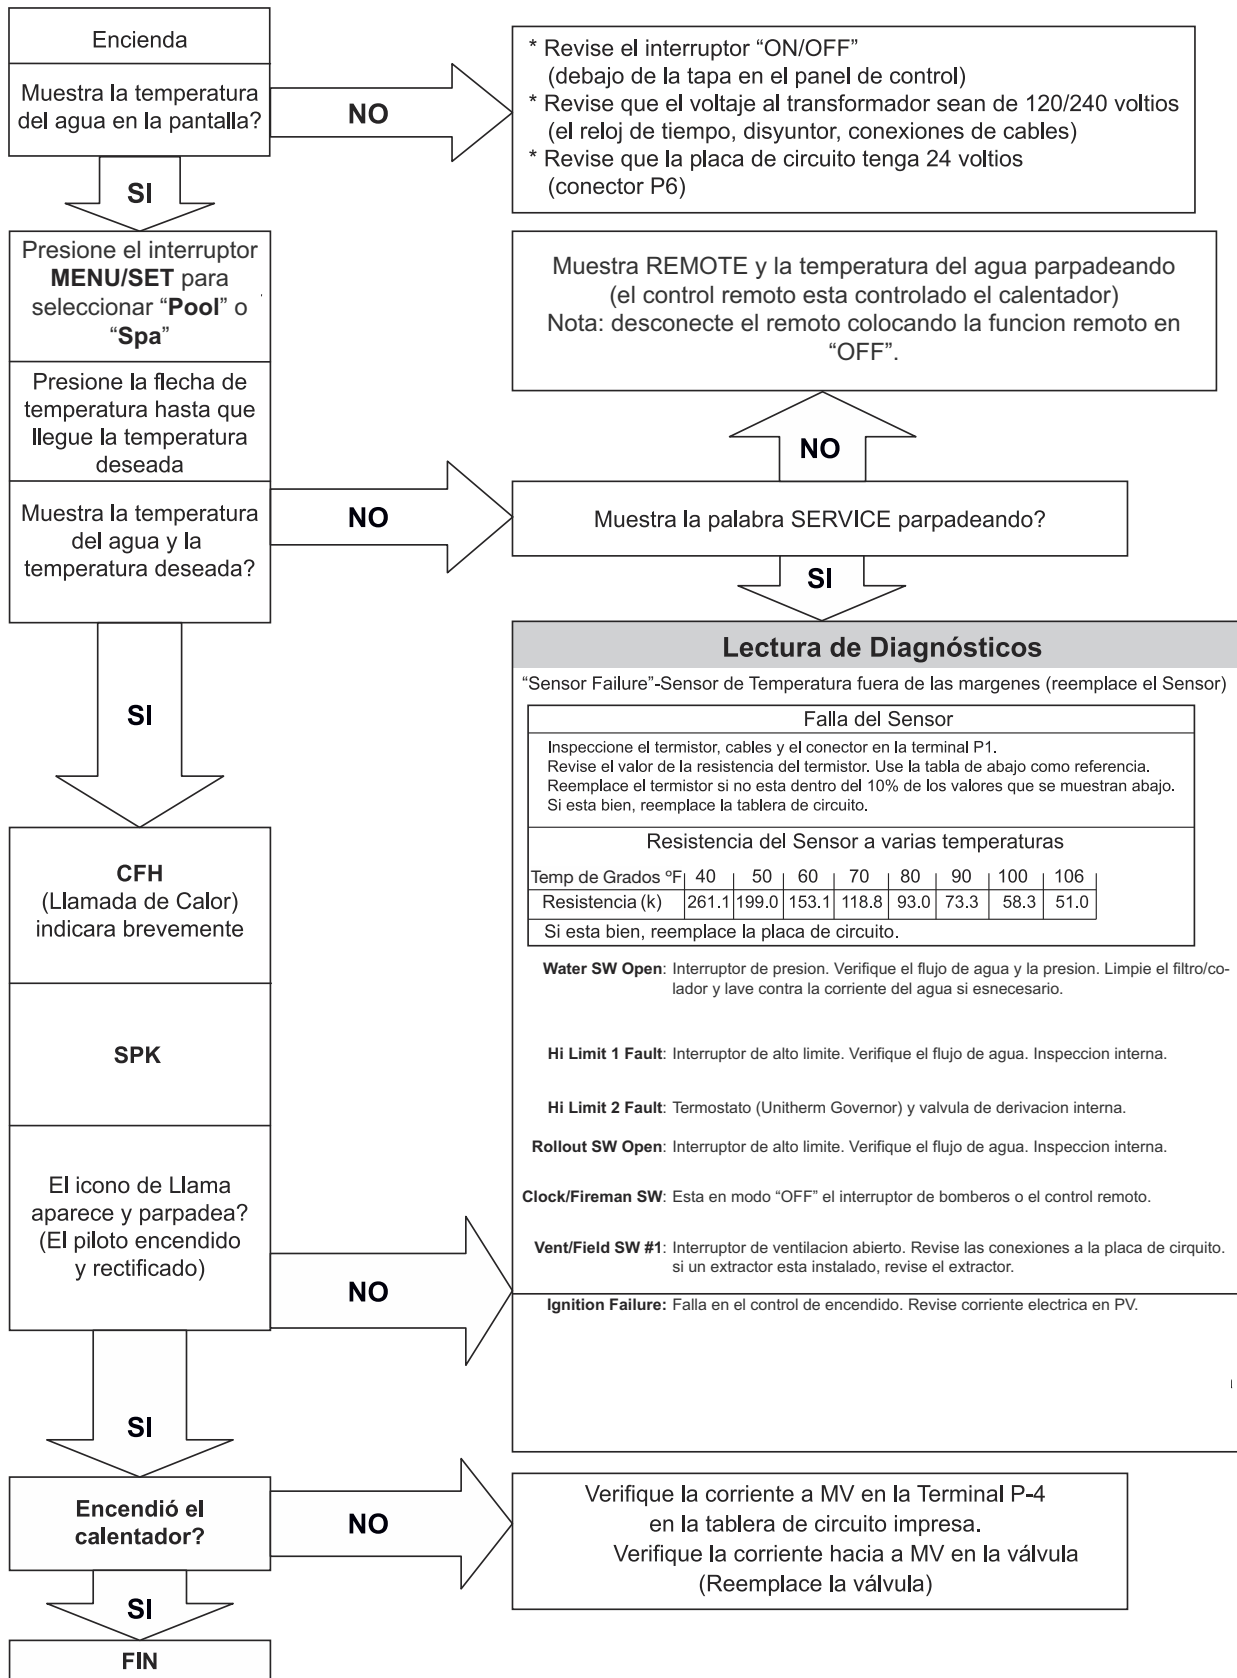 Encienda
Muestra la temperatura
del agua en la pantalla?
NO
* Revise el interruptor “ON/OFF”
(debajo de la tapa en el panel de control)
* Revise que el voltaje al transformador sean de 120/240 voltios
(el reloj de tiempo, disyuntor, conexiones de cables)
* Revise que la placa de circuito tenga 24 voltios
(conector P6)
SI
Presione el interruptor
MENU/SET para
seleccionar “Pool” o
“Spa”
Presione la flecha de
temperatura hasta que
llegue la temperatura
deseada
Muestra la temperatura
del agua y la
temperatura deseada?
NO
Muestra la palabra SERVICE parpadeando?
NO
Muestra REMOTE y la temperatura del agua parpadeando
(el control remoto esta controlado el calentador)
Nota: desconecte el remoto colocando la funcion remoto en
“OFF”.
SI
Lectura de Diagnósticos
“Sensor Failure”-Sensor de Temperatura fuera de las margenes (reemplace el Sensor)
Falla del Sensor
Inspeccione el termistor, cables y el conector en la terminal P1.
Revise el valor de la resistencia del termistor. Use la tabla de abajo como referencia.
Reemplace el termistor si no esta dentro del 10% de los valores que se muestran abajo.
Si esta bien, reemplace la tablera de circuito.
Resistencia del Sensor a varias temperaturas
Temp de Grados ºF 40 50 60 70 80 90 100 106
Resistencia (k) 261.1 199.0 153.1 118.8 93.0 73.3 58.3 51.0
Si esta bien, reemplace la placa de circuito.
Water SW Open: Interruptor de presion. Verifique el flujo de agua y la presion. Limpie el filtro/co-
lador y lave contra la corriente del agua si esnecesario.
Hi Limit 1 Fault: Interruptor de alto limite. Verifique el flujo de agua. Inspeccion interna.
Hi Limit 2 Fault: Termostato (Unitherm Governor) y valvula de derivacion interna.
Rollout SW Open: Interruptor de alto limite. Verifique el flujo de agua. Inspeccion interna.
Clock/Fireman SW: Esta en modo “OFF” el interruptor de bomberos o el control remoto.
Vent/Field SW #1: Interruptor de ventilacion abierto. Revise las conexiones a la placa de cirquito.
si un extractor esta instalado, revise el extractor.
Ignition Failure: Falla en el control de encendido. Revise corriente electrica en PV.
SI
CFH
(Llamada de Calor)
indicara brevemente
SPK
El icono de Llama
aparece y parpadea?
(El piloto encendido
y rectificado)
NO
SI
Encendió el
calentador?
NO
Verifique la corriente a MV en la Terminal P-4
en la tablera de circuito impresa.
Verifique la corriente hacia a MV en la válvula
(Reemplace la válvula)
SI
FIN